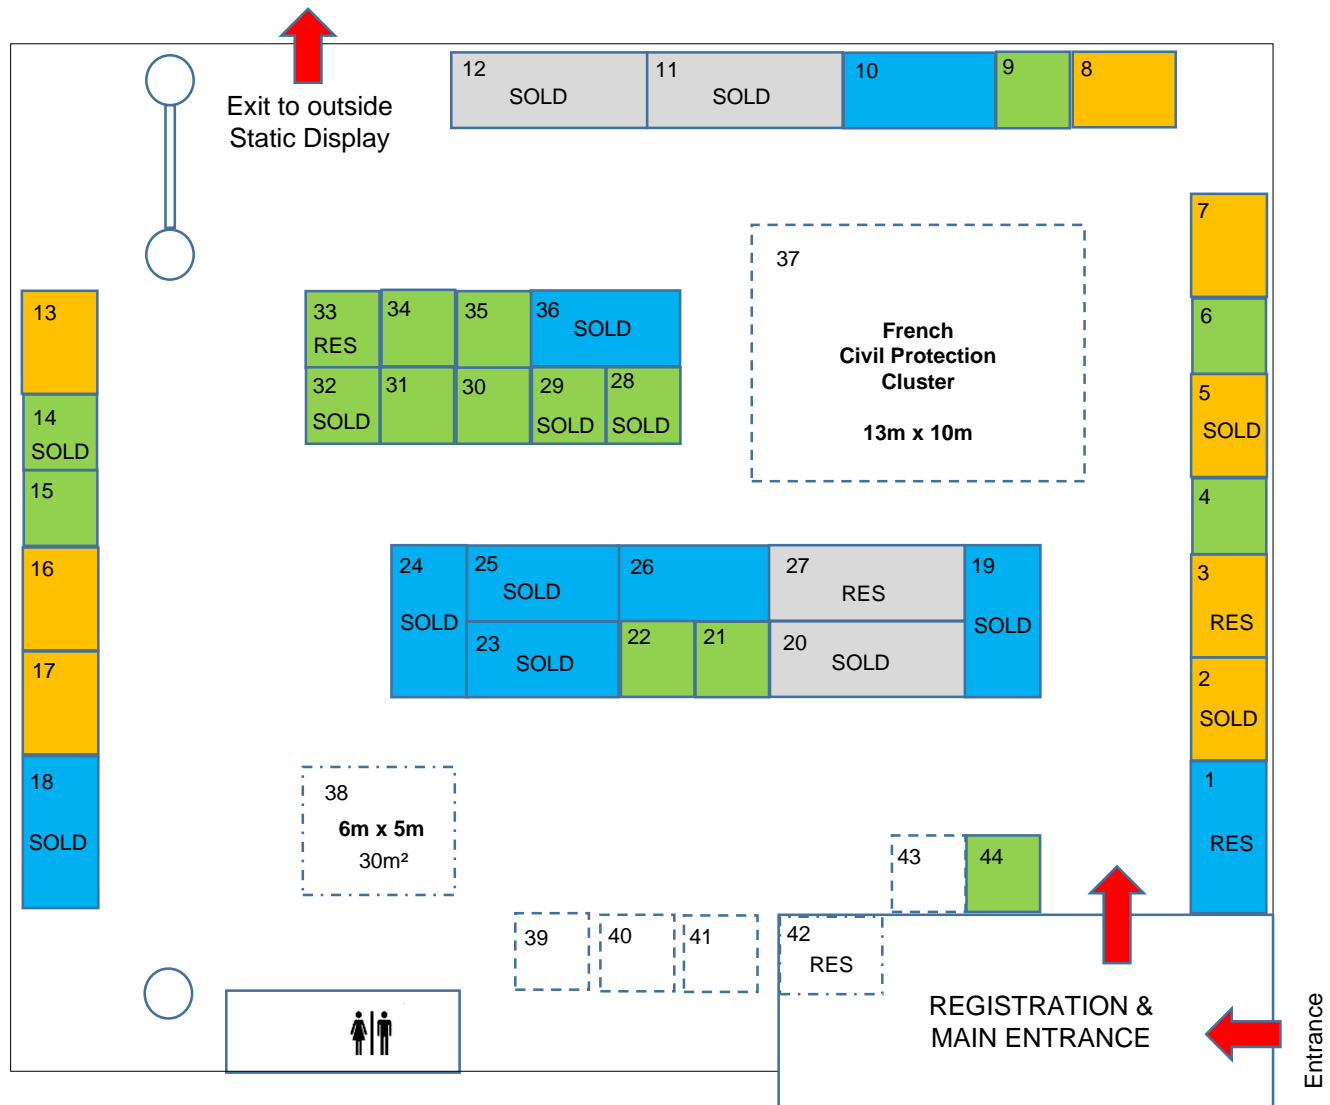 Exit to outside
Static Display
12
SOLD
11
SOLD
10
9
8
7
6
5
SOLD
4
3
RES
2
SOLD
1
RES
37
French
Civil Protection
Cluster
13m x 10m
13
14
SOLD
15
16
17
18
SOLD
33
RES
34
35
36
SOLD
32
SOLD
31
30
29
SOLD
28
SOLD
24
SOLD
25
SOLD
26
27
RES
19
SOLD
23
SOLD
22
21
20
SOLD
38
6m x 5m
30m²
43
44
39
40
41
42
RES
REGISTRATION &
MAIN ENTRANCE
Entrance